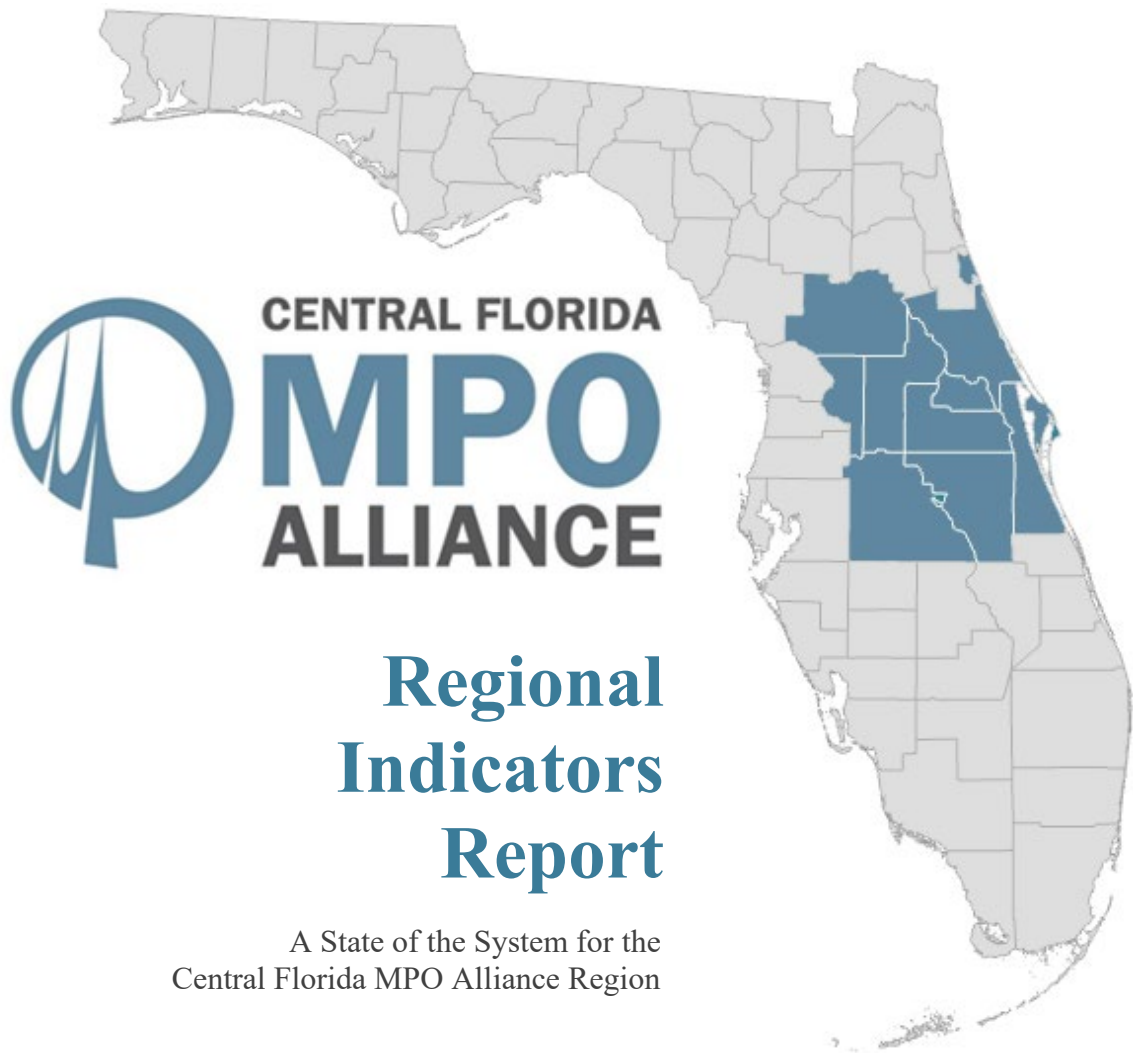 CENTRAL FLORIDA
MPO
ALLIANCE
Regional
Indicators
Report
A State of the System for the
Central Florida MPO Alliance Region